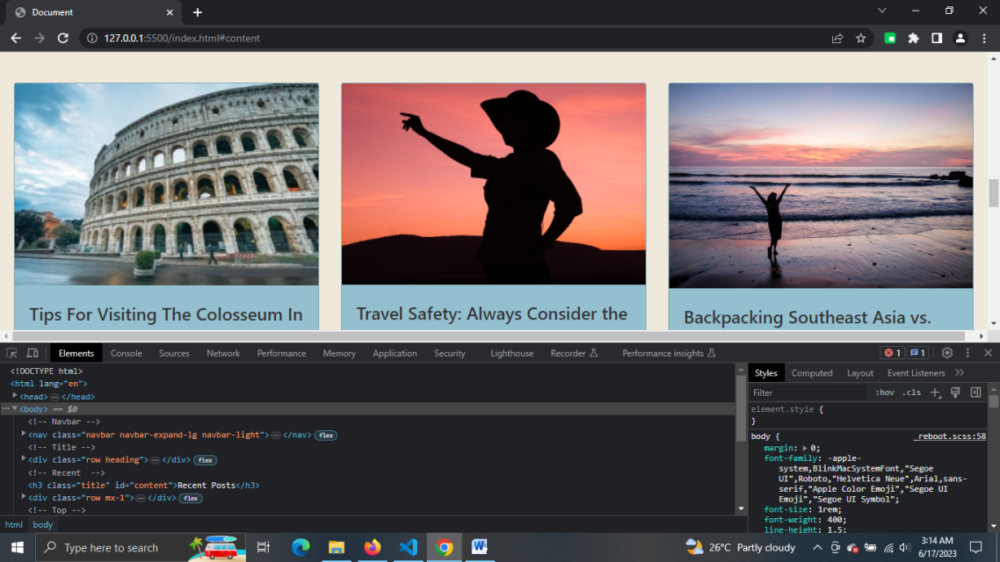 Document
127.0.0.1:5500/index.html#content
Tips For Visiting The Colosseum In
Travel Safety: Always Consider the
Backpacking Southeast Asia vs.
Elements Console Sources Network Performance Memory Application Security Lighthouse Recorder Performance insights 1 1
<!DOCTYPE html>
<html lang="en">
<head>…</head>
<body> == $0
<!-- Navbar -->
<nav class="navbar navbar-expand-lg navbar-light">…</nav> flex
<!-- Title -->
<div class="row heading">…</div> flex
<!-- Recent -->
<h3 class="title" id="content">Recent Posts</h3>
<div class="row mx-1">…</div> flex
<!-- Top -->
html body
Styles Computed Layout Event Listeners
Filter :hov .cls
element.style {
}
body { _reboot.scss:58
margin: 0;
font-family: -apple-
system,BlinkMacSystemFont,"Segoe
UI",Roboto,"Helvetica Neue",Arial,sans-
serif,"Apple Color Emoji","Segoe UI
Emoji","Segoe UI Symbol";
font-size: 1rem;
font-weight: 400;
line-height: 1.5;
Type here to search
26°C Partly cloudy
3:14 AM
6/17/2023